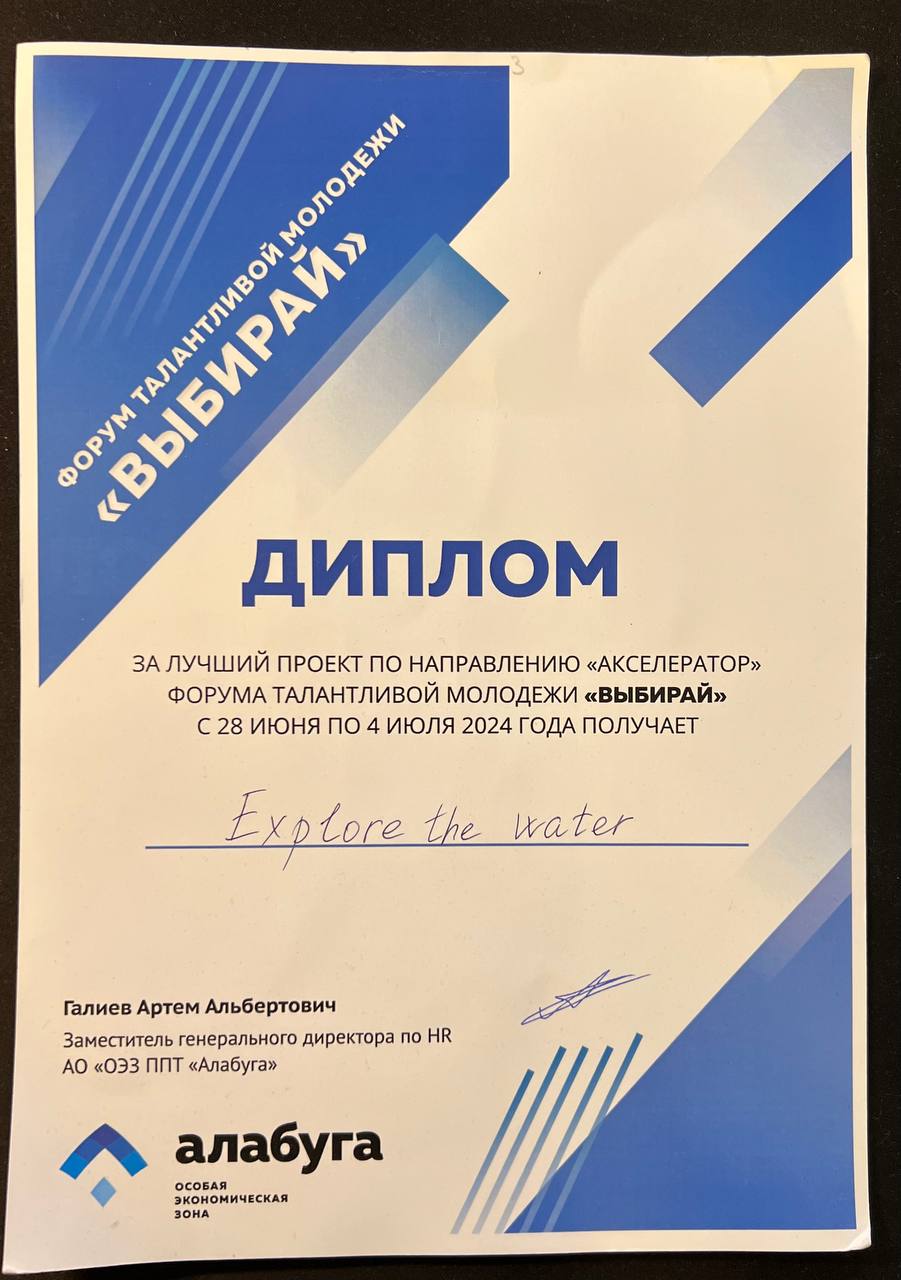 3
ФОРУМ ТАЛАНТЛИВОЙ МОЛОДЕЖИ
«ВЫБИРАЙ»
ДИПЛОМ
ЗА ЛУЧШИЙ ПРОЕКТ ПО НАПРАВЛЕНИЮ «АКСЕЛЕРАТОР»
ФОРУМА ТАЛАНТЛИВОЙ МОЛОДЕЖИ «ВЫБИРАЙ»
С 28 ИЮНЯ ПО 4 ИЮЛЯ 2024 ГОДА ПОЛУЧАЕТ
Explore the water
Галиев Артем Альбертович
Заместитель генерального директора по HR
АО «ОЭЗ ППТ «Алабуга»
алабуга
ОСОБАЯ
ЭКОНОМИЧЕСКАЯ
ЗОНА